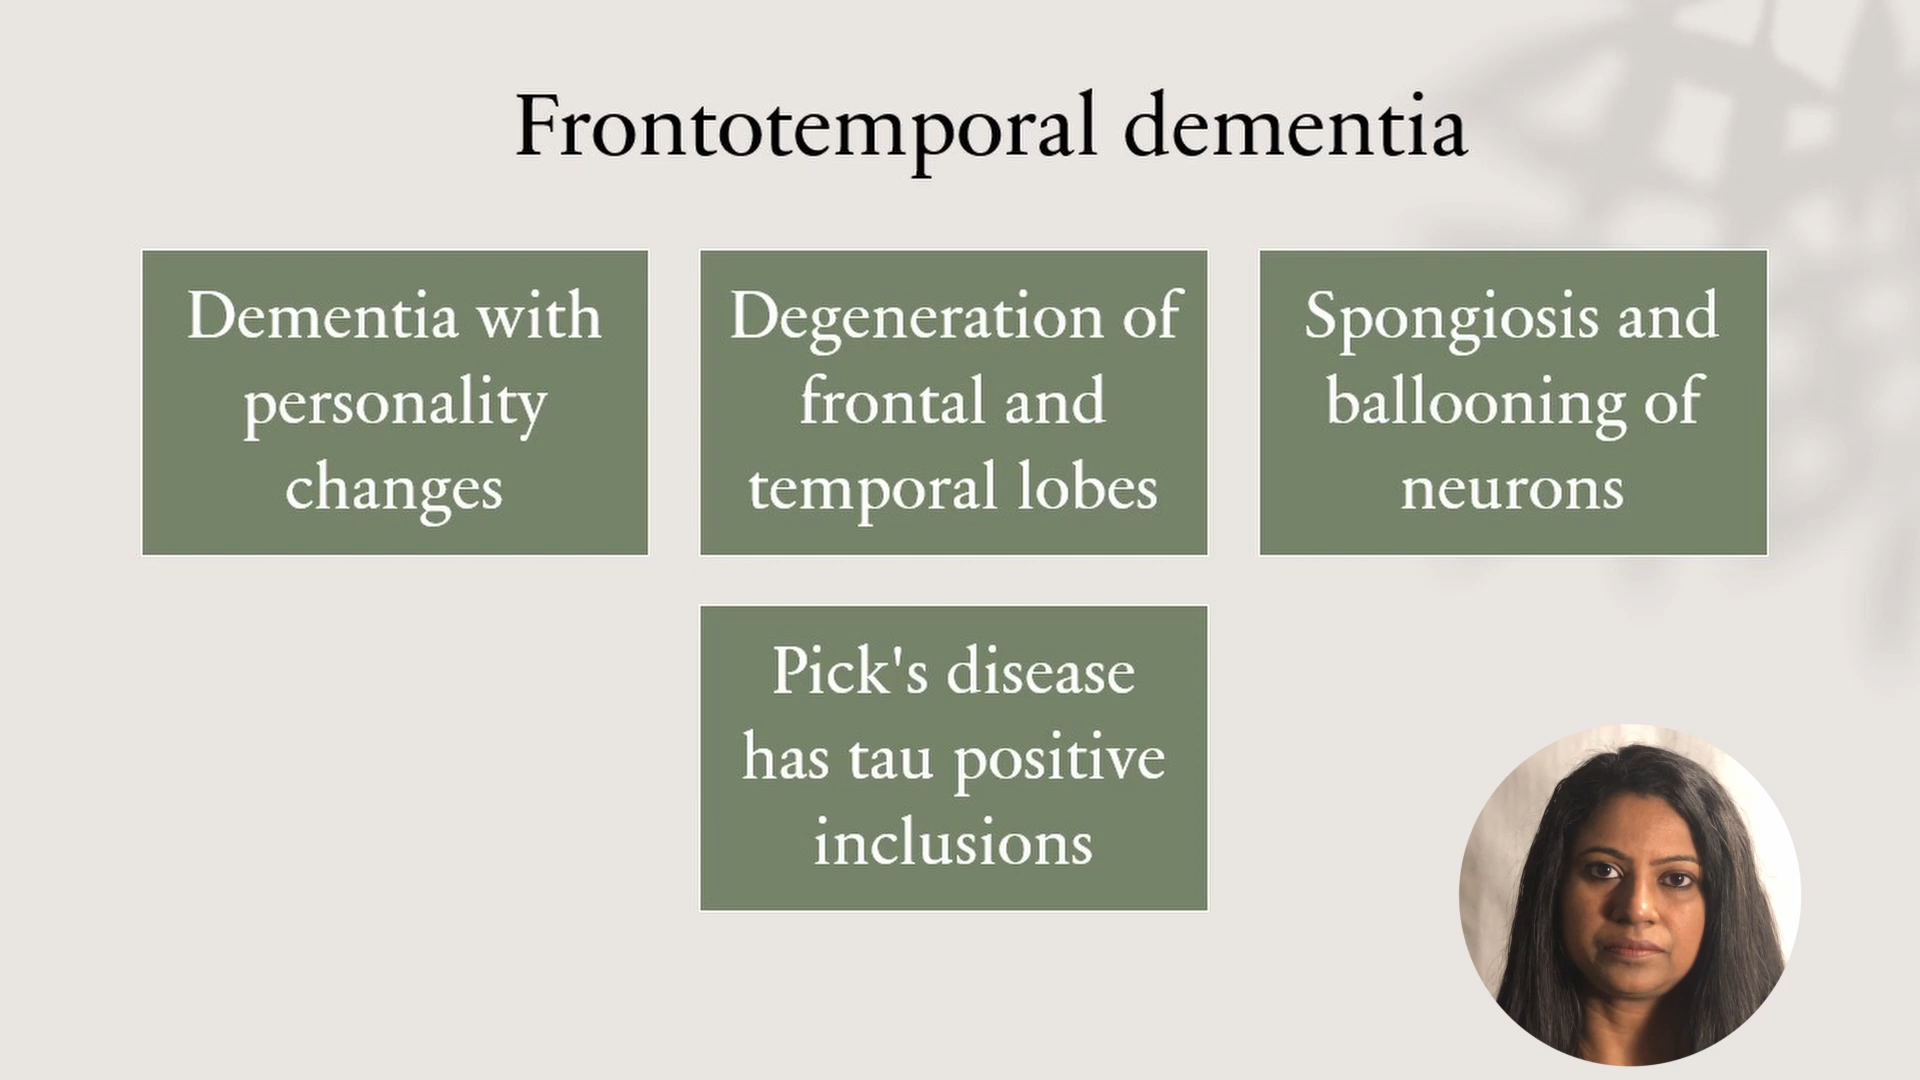 Frontotemporal dementia
Dementia with
personality
changes
Degeneration of
frontal and
temporal lobes
Spongiosis and
ballooning of
neurons
Pick's disease
has tau positive
inclusions